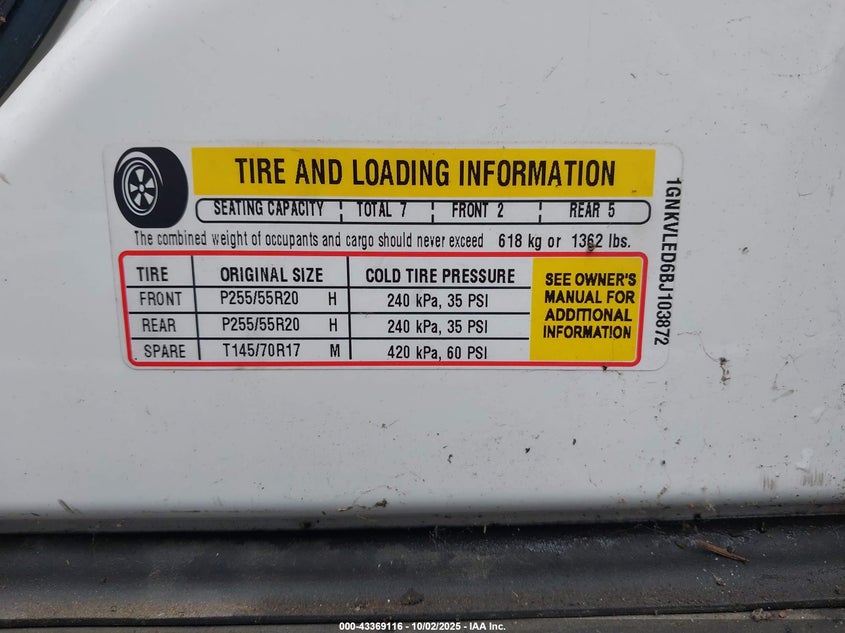 TIRE AND LOADING INFORMATION
SEATING CAPACITY TOTAL 7 FRONT 2 REAR 5
The combined weight of occupants and cargo should never exceed 618 kg or 1362 lbs.
TIRE ORIGINAL SIZE COLD TIRE PRESSURE
FRONT P255/55R20 H 240 kPa, 35 PSI
REAR P255/55R20 H 240 kPa, 35 PSI
SPARE T145/70R17 M 420 kPa, 60 PSI
SEE OWNER'S
MANUAL FOR
ADDITIONAL
INFORMATION
1GNKVLED6BJ103872
000-43369116 - 10/02/2025 - IAA Inc.